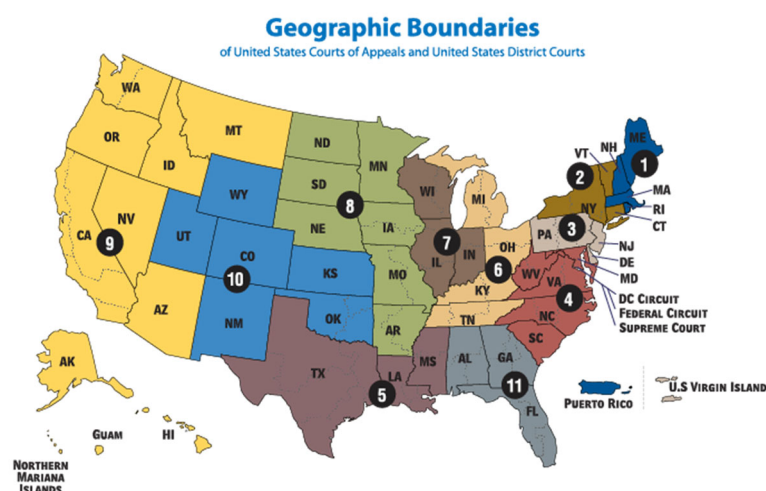 Geographic Boundaries
of United States Courts of Appeals and United States District Courts
WA
MT
ND
MN
ME
VT
NH
1
OR
ID
SD
WI
MI
2
NY
MA
RI
CT
WY
8
NE
IA
7
PA
3
NJ
DE
MD
NV
CA
9
UT
CO
10
KS
MO
IL
IN
OH
6
WV
VA
KY
4
NC
DC CIRCUIT
FEDERAL CIRCUIT
SUPREME COURT
AZ
NM
OK
AR
TN
SC
AK
TX
LA
5
MS
AL
GA
11
FL
PUERTO RICO
U.S VIRGIN ISLAND
GUAM
HI
NORTHERN
MARIANA
ISLANDS